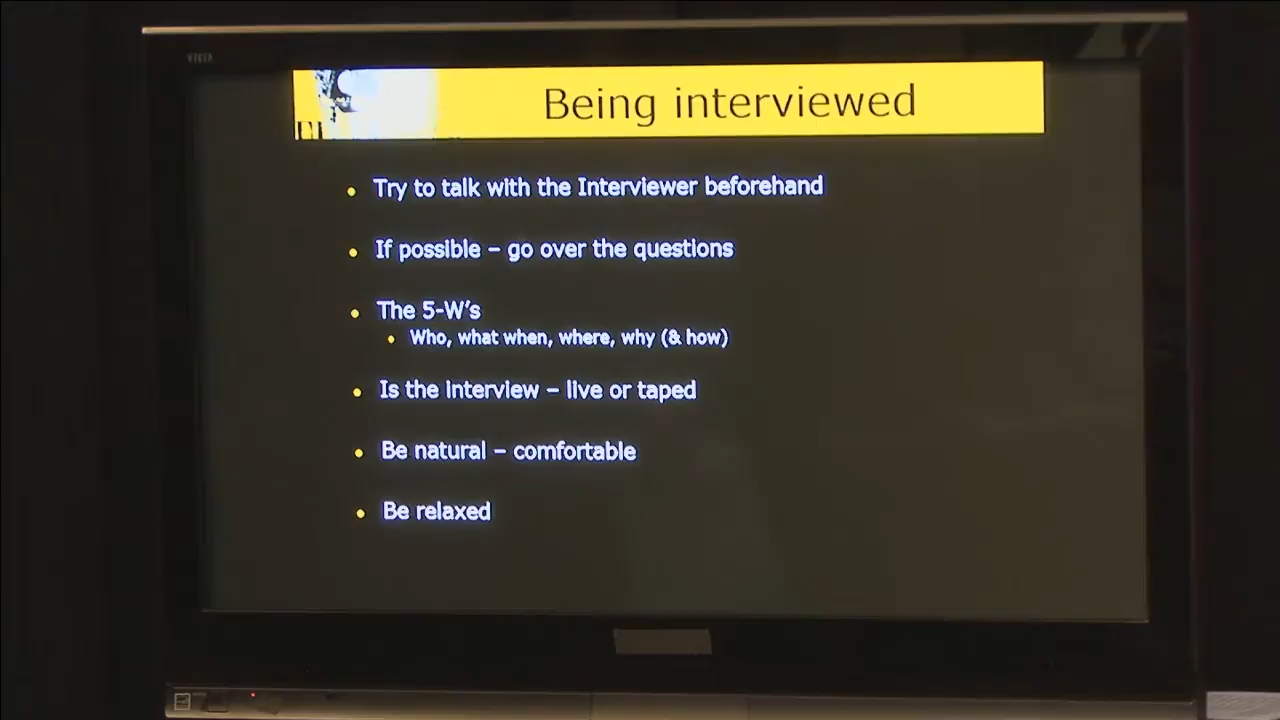 VIERA
Being interviewed
Try to talk with the Interviewer beforehand
If possible – go over the questions
The 5-W's
Who, what when, where, why (& how)
Is the interview – live or taped
Be natural – comfortable
Be relaxed